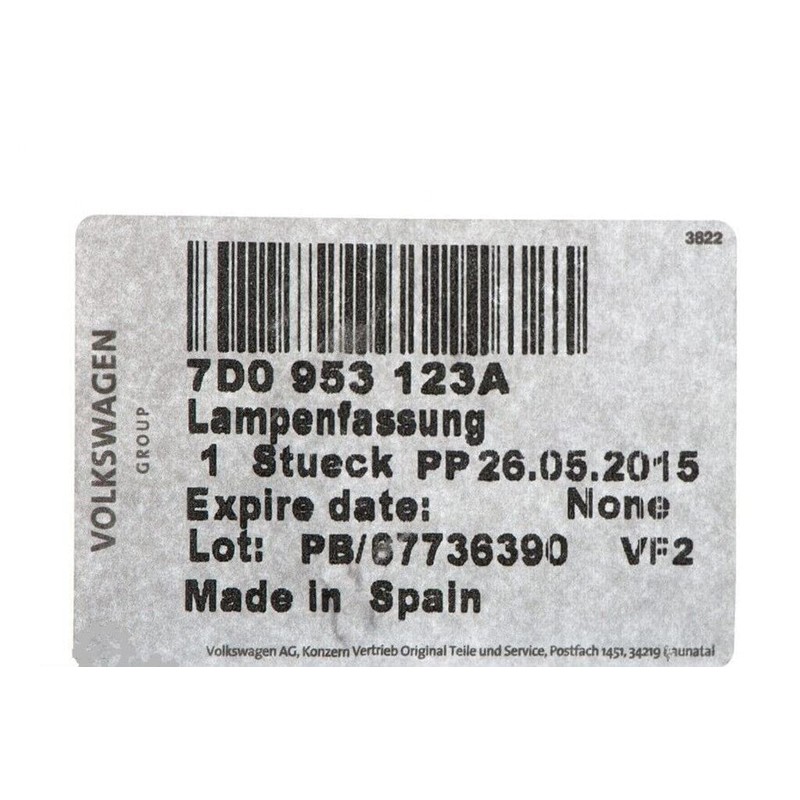 3822
7D0 953 123A
Lampenfassung
1 Stueck PP 26.05.2015
Expire date: None
Lot: PB/67736390 VF2
Made in Spain
Volkswagen AG, Konzern Vertrieb Original Teile und Service, Postfach 1451, 34219 Baunatal
VOLKSWAGEN
GROUP